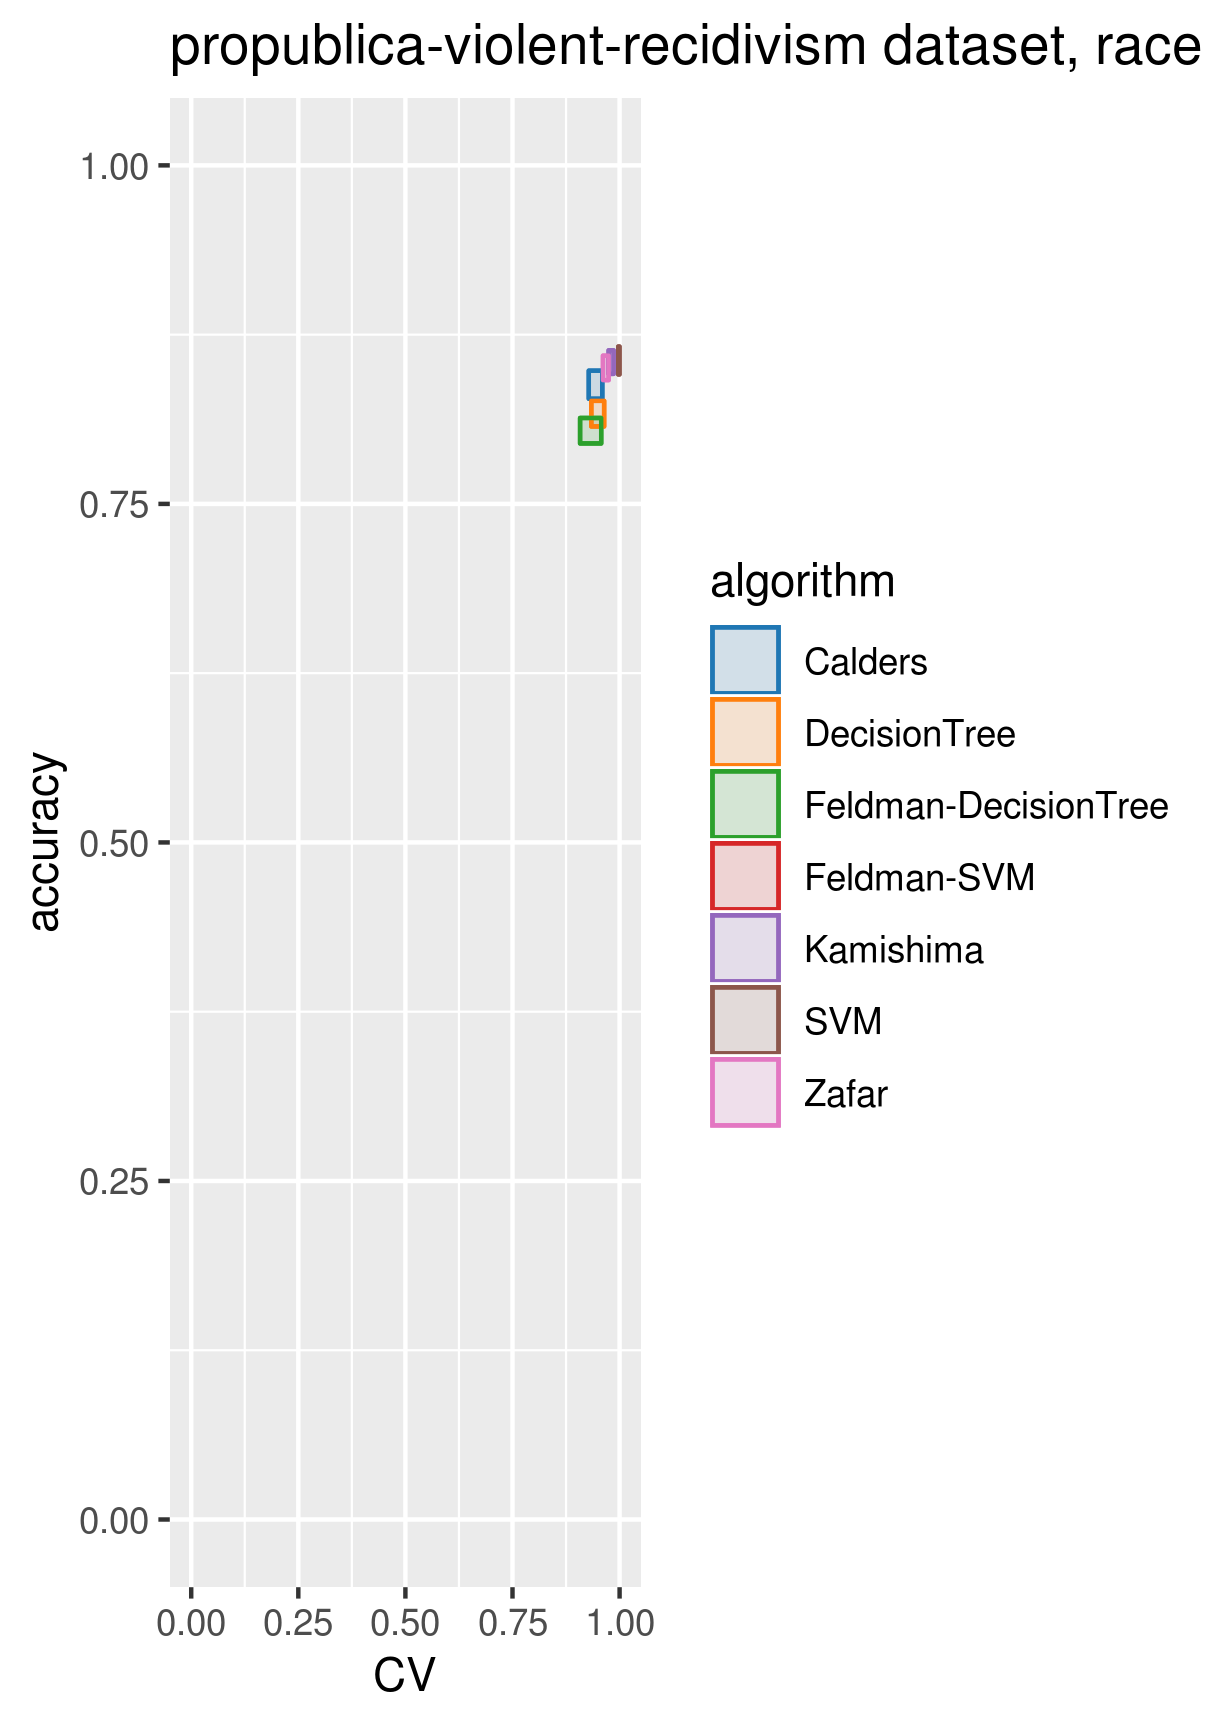 propublica-violent-recidivism dataset, race
1.00
0.75
0.50
0.25
0.00
accuracy
0.00 0.25 0.50 0.75 1.00
CV
algorithm
Calders
DecisionTree
Feldman-DecisionTree
Feldman-SVM
Kamishima
SVM
Zafar